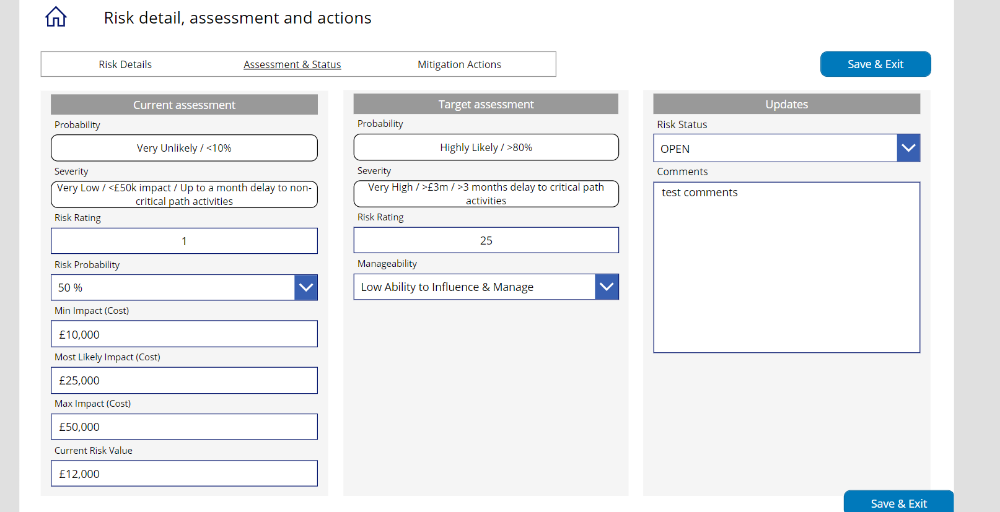 Risk detail, assessment and actions
Risk Details
Assessment & Status
Mitigation Actions
Save & Exit
Current assessment
Probability
Very Unlikely / <10%
Severity
Very Low / <£50k impact / Up to a month delay to non-
critical path activities
Risk Rating
1
Risk Probability
50 %
Min Impact (Cost)
£10,000
Most Likely Impact (Cost)
£25,000
Max Impact (Cost)
£50,000
Current Risk Value
£12,000
Target assessment
Probability
Highly Likely / >80%
Severity
Very High / >£3m / >3 months delay to critical path
activities
Risk Rating
25
Manageability
Low Ability to Influence & Manage
Updates
Risk Status
OPEN
Comments
test comments
Save & Exit